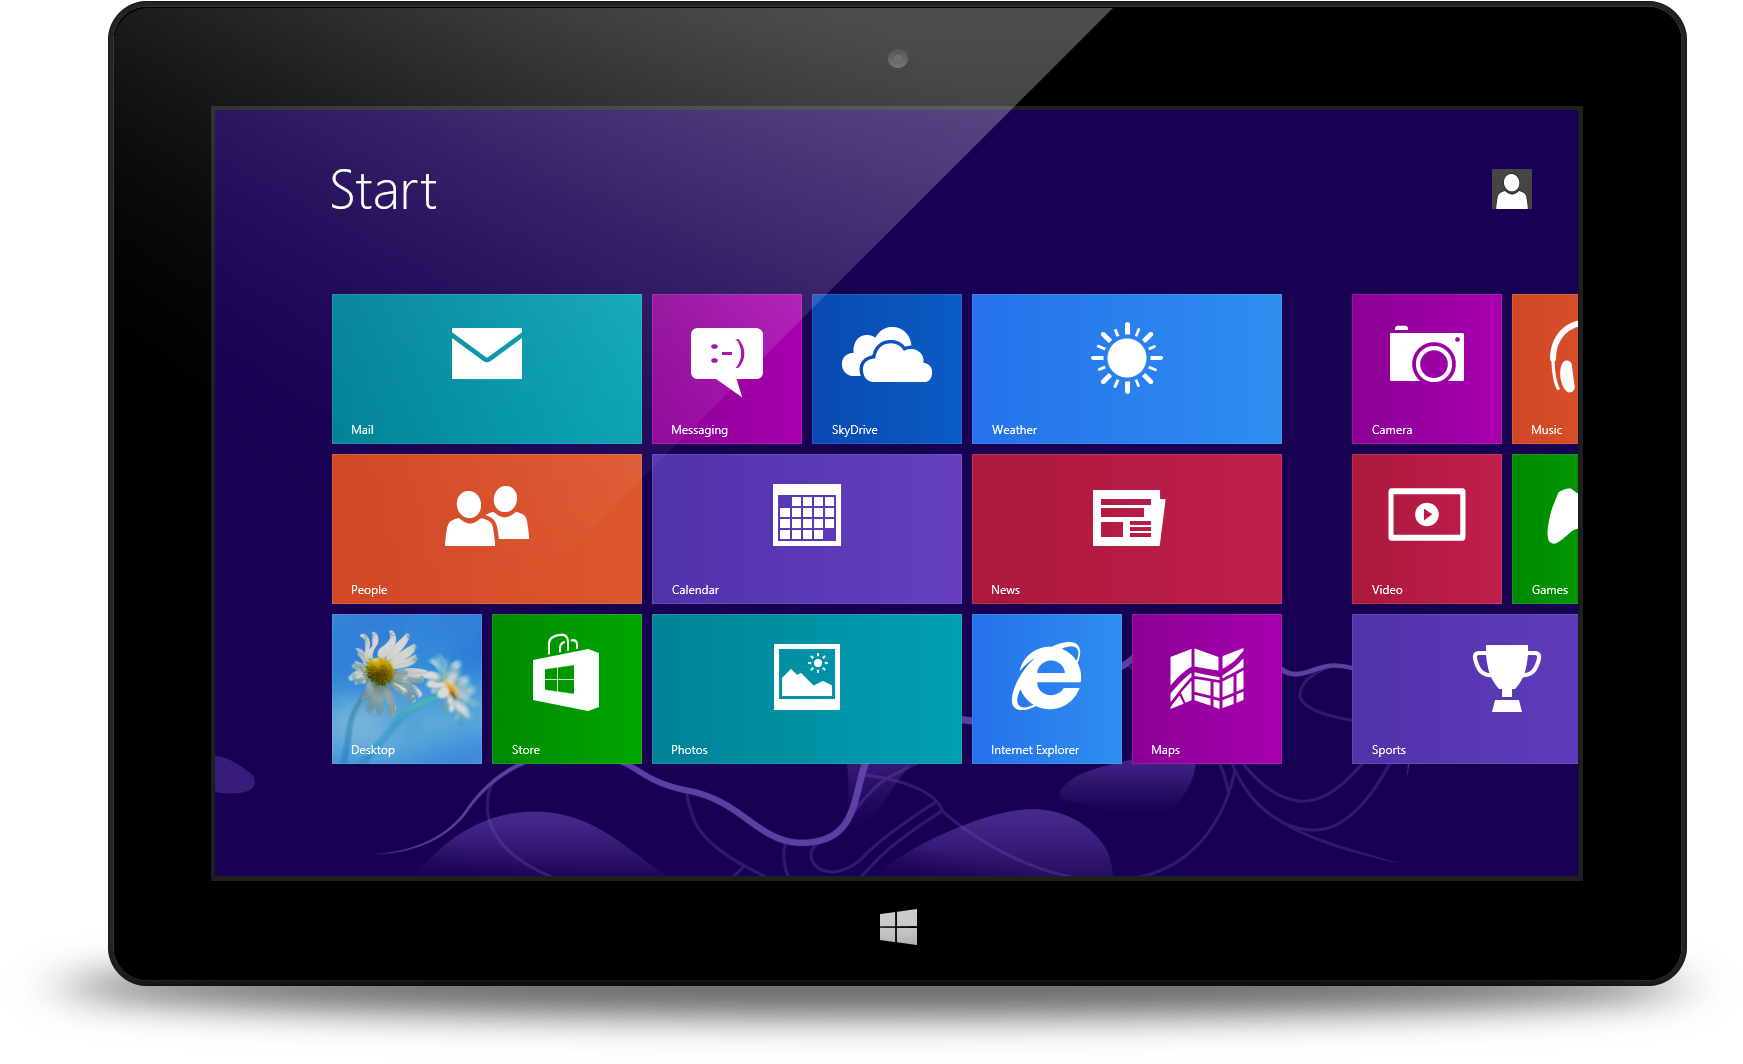 Start
Mail
Messaging
SkyDrive
Weather
Camera
Music
People
Calendar
News
Video
Games
Desktop
Store
Photos
Internet Explorer
Maps
Sports